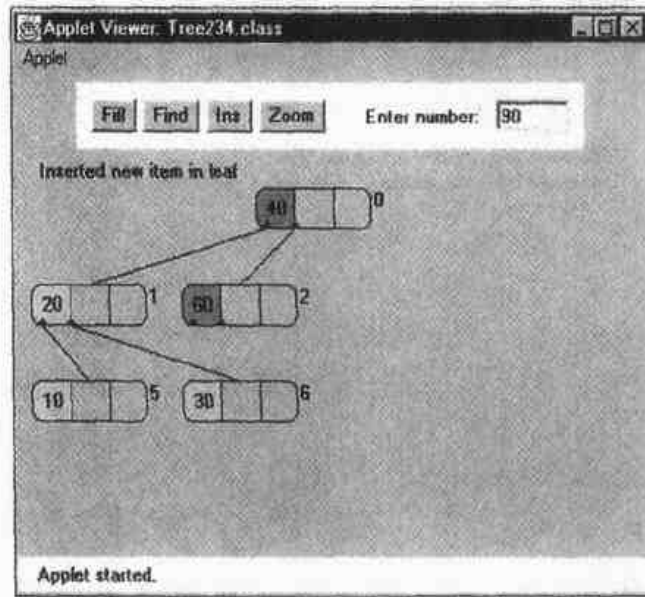 Applet Viewer: Tree234.class
Applet
Fill Find Ins Zoom Enter number: 90
Inserted new item in leaf
40 0
20 1 60 2
10 5 30 6
Applet started.